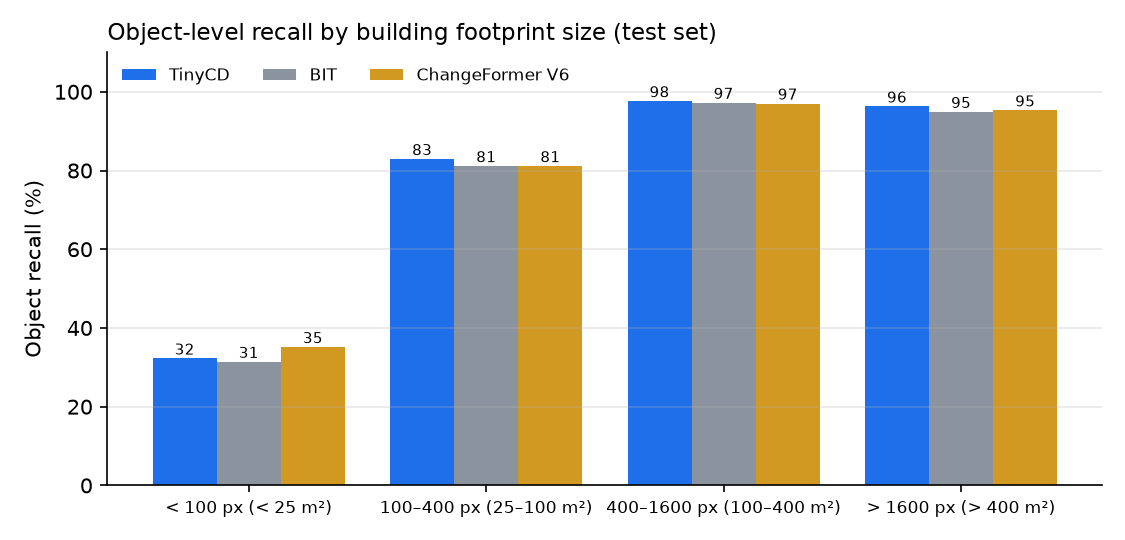 Object-level recall by building footprint size (test set)
TinyCD BIT ChangeFormer V6
Object recall (%)
100
80
60
40
20
0
32 31 35
83 81 81
98 97 97
96 95 95
< 100 px (< 25 m²) 100–400 px (25–100 m²) 400–1600 px (100–400 m²) > 1600 px (> 400 m²)